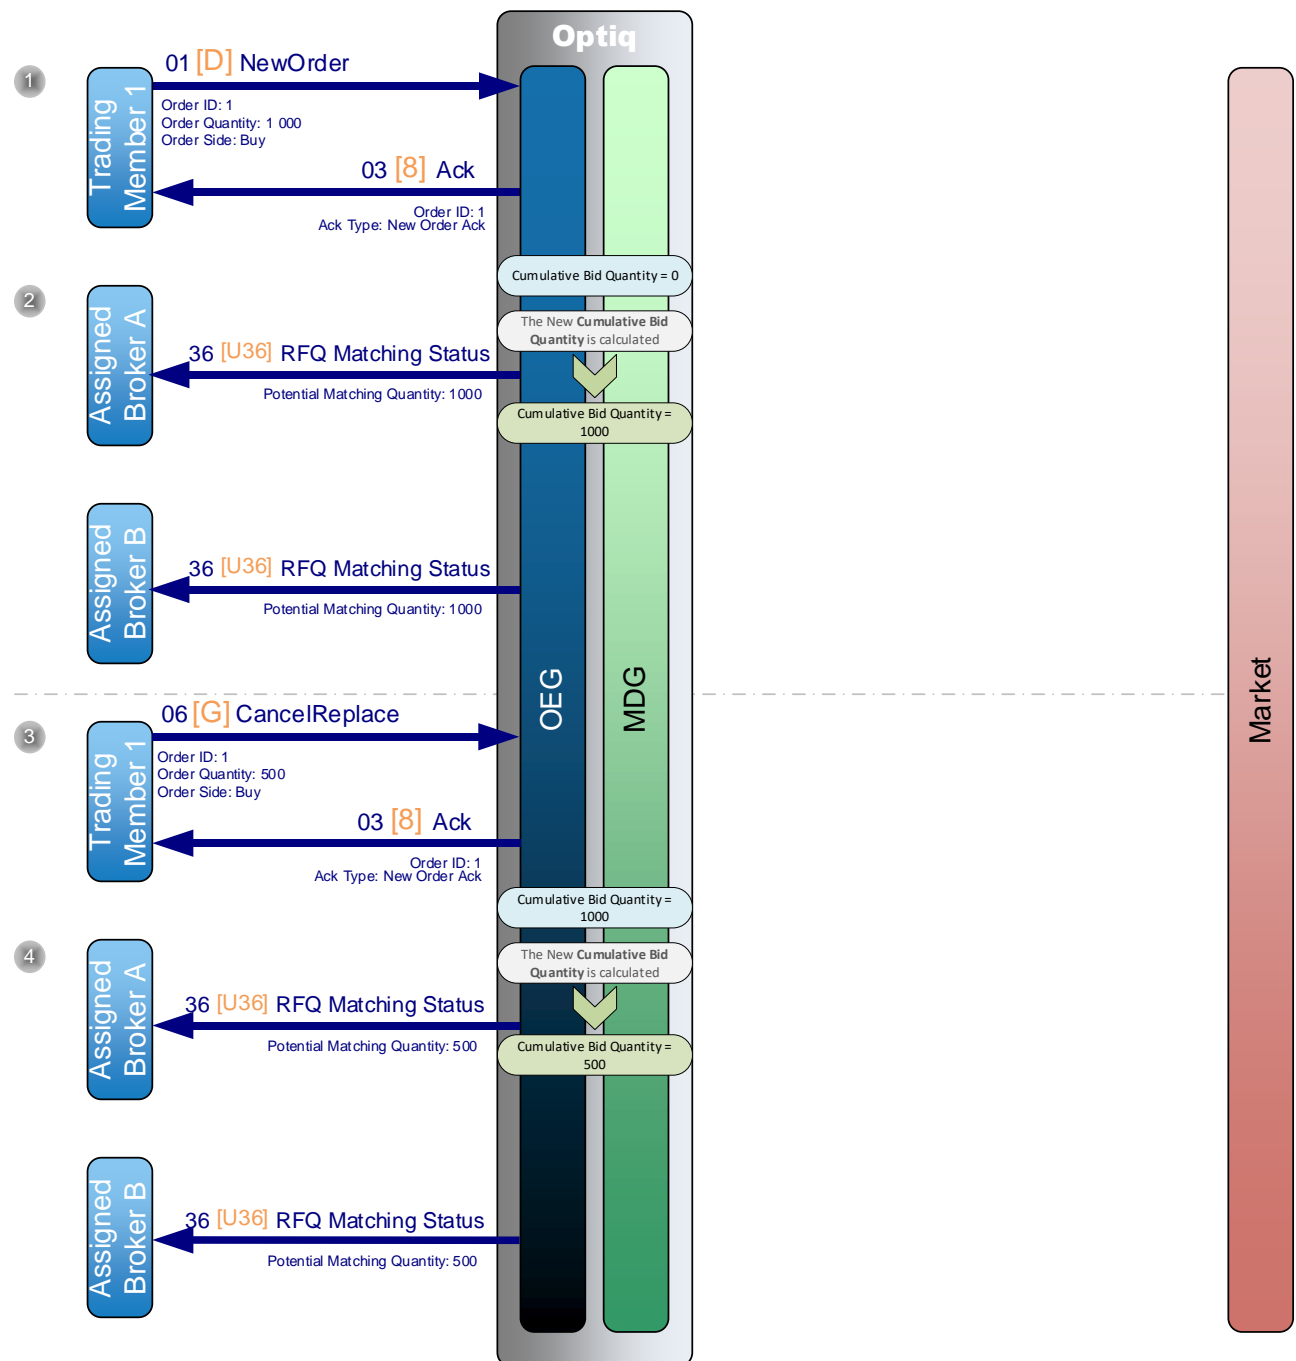 Optiq
1
Trading
Member 1
01 [D] NewOrder
Order ID: 1
Order Quantity: 1 000
Order Side: Buy
03 [8] Ack
Order ID: 1
Ack Type: New Order Ack
Cumulative Bid Quantity = 0
2
Assigned
Broker A
The New Cumulative Bid
Quantity is calculated
36 [U36] RFQ Matching Status
Potential Matching Quantity: 1000
Cumulative Bid Quantity =
1000
Assigned
Broker B
36 [U36] RFQ Matching Status
Potential Matching Quantity: 1000
OEG
MDG
Market
3
Trading
Member 1
06 [G] CancelReplace
Order ID: 1
Order Quantity: 500
Order Side: Buy
03 [8] Ack
Order ID: 1
Ack Type: New Order Ack
Cumulative Bid Quantity =
1000
4
Assigned
Broker A
The New Cumulative Bid
Quantity is calculated
36 [U36] RFQ Matching Status
Potential Matching Quantity: 500
Cumulative Bid Quantity =
500
Assigned
Broker B
36 [U36] RFQ Matching Status
Potential Matching Quantity: 500